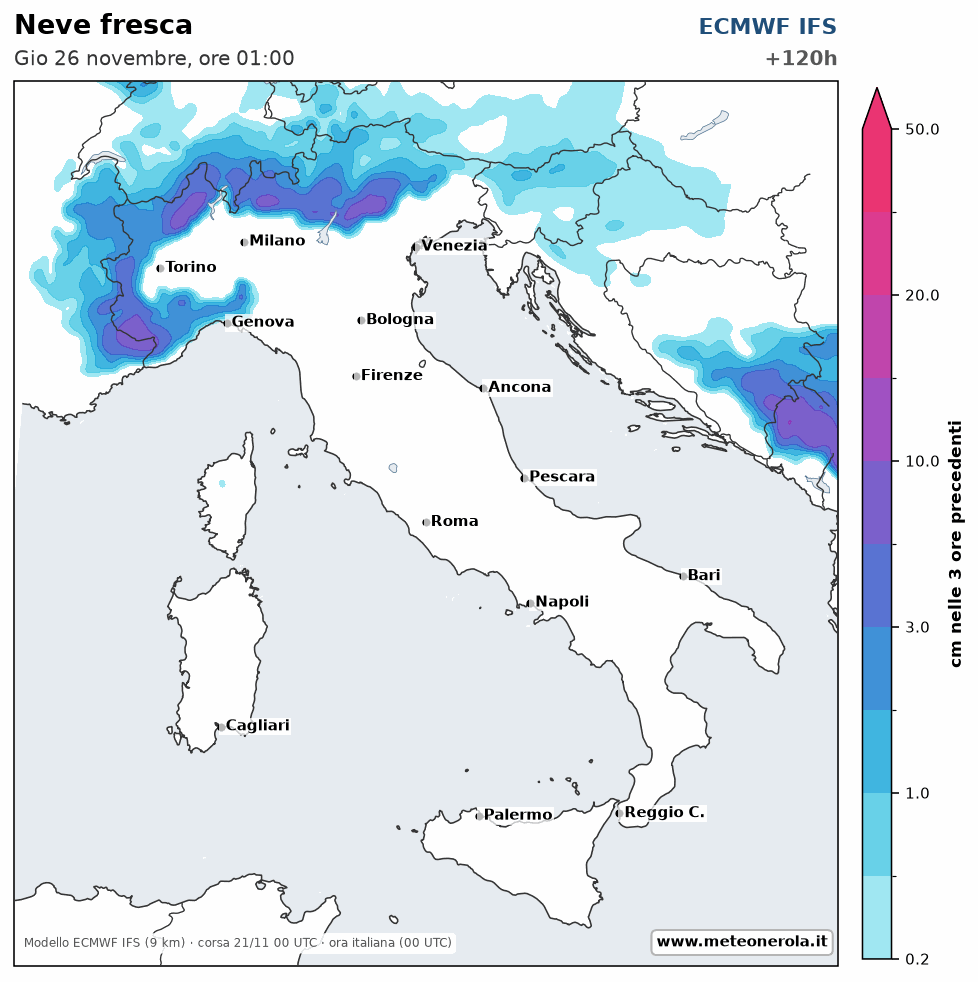 Neve fresca
ECMWF IFS
Gio 26 novembre, ore 01:00
+120h
50.0
20.0
10.0
3.0
1.0
0.2
cm nelle 3 ore precedenti
Milano
Venezia
Torino
Genova
Bologna
Firenze
Ancona
Pescara
Roma
Bari
Napoli
Cagliari
Palermo
Reggio C.
Modello ECMWF IFS (9 km) · corsa 21/11 00 UTC · ora italiana (00 UTC)
www.meteonerola.it